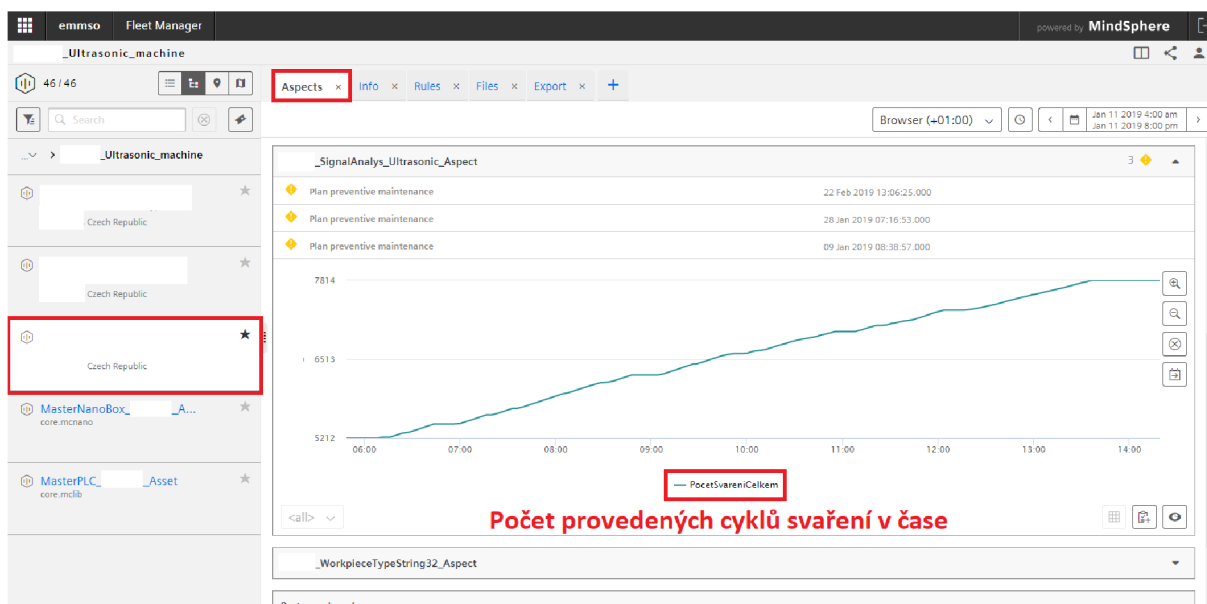 emmso Fleet Manager powered by MindSphere
_Ultrasonic_machine
46 / 46
Aspects × Info × Rules × Files × Export × +
Search
Browser (+01:00)
Jan 11 2019 4:00 am
Jan 11 2019 8:00 pm
... > _Ultrasonic_machine
Czech Republic
Czech Republic
Czech Republic
MasterNanoBox_ _A...
core.mcnano
MasterPLC_ _Asset
core.mclib
_SignalAnalys_Ultrasonic_Aspect 3
Plan preventive maintenance 22 Feb 2019 13:06:25.000
Plan preventive maintenance 28 Jan 2019 07:16:53.000
Plan preventive maintenance 09 Jan 2019 08:38:57.000
7814
6513
5212
06:00 07:00 08:00 09:00 10:00 11:00 12:00 13:00 14:00
PocetSvareniCelkem
<all>
Počet provedených cyklů svaření v čase
_WorkpieceTypeString32_Aspect